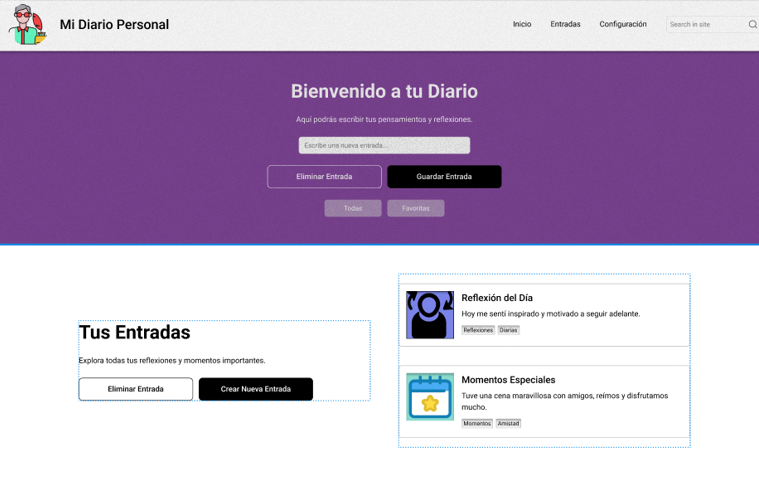 Mi Diario Personal
Inicio
Entradas
Configuración
Search in site
Bienvenido a tu Diario
Aquí podrás escribir tus pensamientos y reflexiones.
Escribe una nueva entrada...
Eliminar Entrada
Guardar Entrada
Todas
Favoritas
Tus Entradas
Explora todas tus reflexiones y momentos importantes.
Eliminar Entrada
Crear Nueva Entrada
Reflexión del Día
Hoy me sentí inspirado y motivado a seguir adelante.
Reflexiones
Diarias
Momentos Especiales
Tuve una cena maravillosa con amigos, reímos y disfrutamos
mucho.
Momentos
Amistad